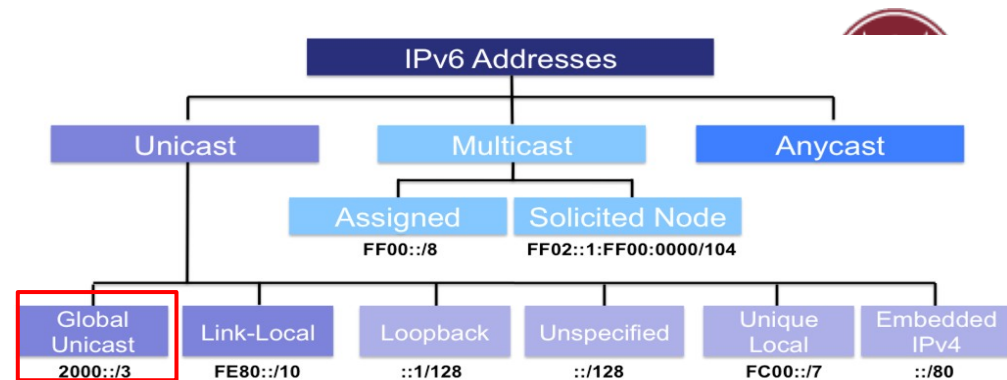 IPv6 Addresses
Unicast
Multicast
Anycast
Assigned
Solicited Node
FF00::/8
FF02::1:FF00:0000/104
Global
Unicast
Link-Local
Loopback
Unspecified
Unique
Local
Embedded
IPv4
2000::/3
FE80::/10
::1/128
::/128
FC00::/7
::/80